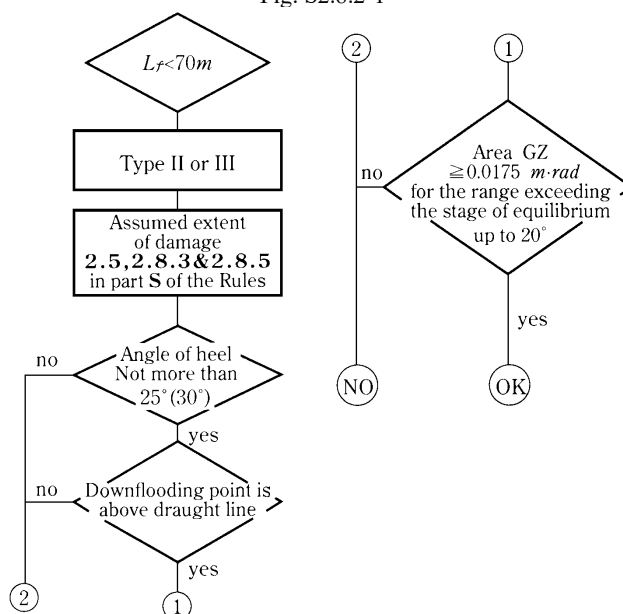 Fig. S2.8.2-1
Lf<70m
Type II or III
Assumed extent
of damage
2.5,2.8.3&2.8.5
in part S of the Rules
no
Angle of heel
Not more than
25°(30°)
yes
no
Downflooding point is
above draught line
yes
2
1
2
1
no
Area GZ
≧0.0175 m·rad
for the range exceeding
the stage of equilibrium
up to 20°
yes
NO
OK